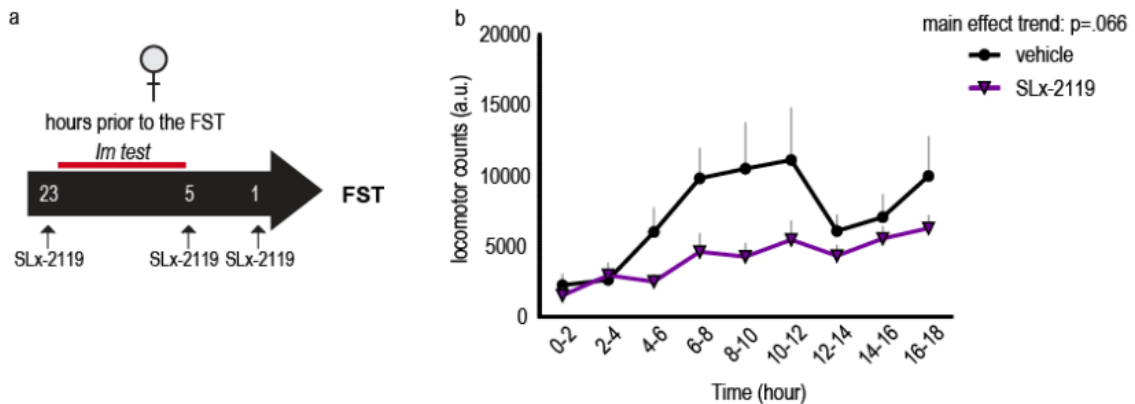 a
hours prior to the FST
lm test
23 5 1
FST
SLx-2119 SLx-2119 SLx-2119
b
main effect trend: p=.066
vehicle
SLx-2119
locomotor counts (a.u.)
20000
15000
10000
5000
0
0-2 2-4 4-6 6-8 8-10 10-12 12-14 14-16 16-18
Time (hour)